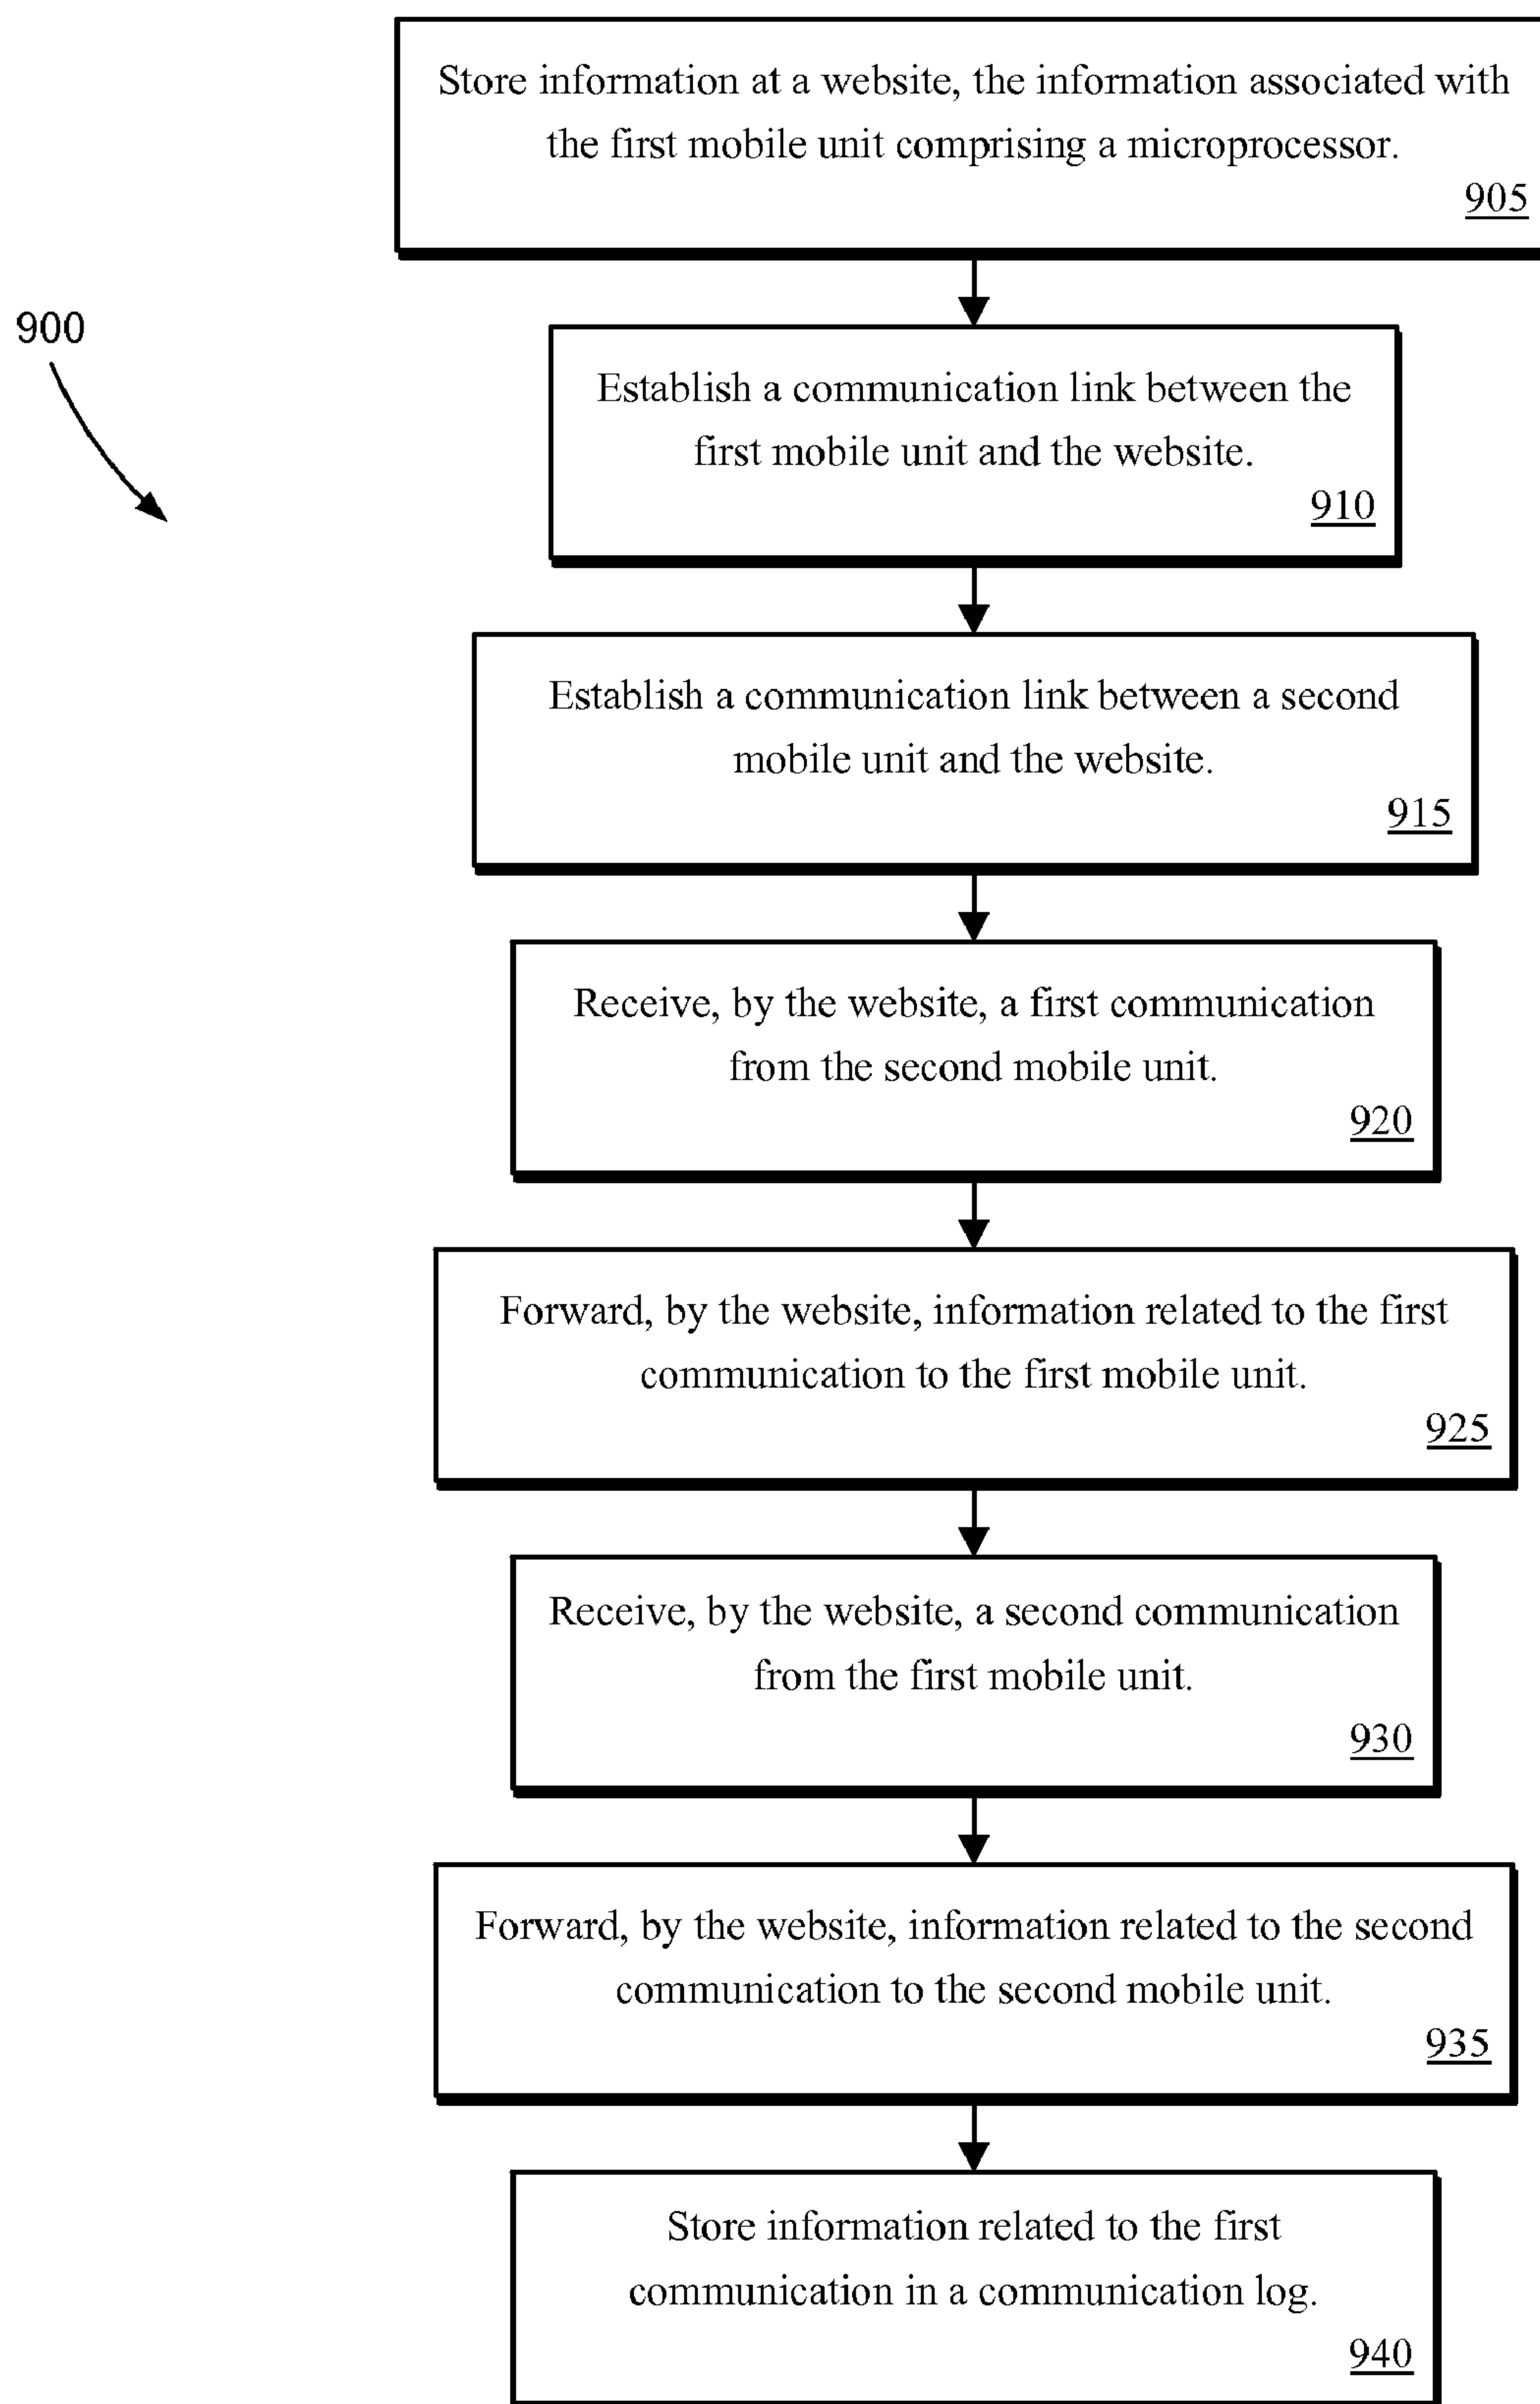 Store information at a website, the information associated with
the first mobile unit comprising a microprocessor.
905
900
Establish a communication link between the
first mobile unit and the website.
910
Establish a communication link between a second
mobile unit and the website.
915
Receive, by the website, a first communication
from the second mobile unit.
920
Forward, by the website, information related to the first
communication to the first mobile unit.
925
Receive, by the website, a second communication
from the first mobile unit.
930
Forward, by the website, information related to the second
communication to the second mobile unit.
935
Store information related to the first
communication in a communication log.
940